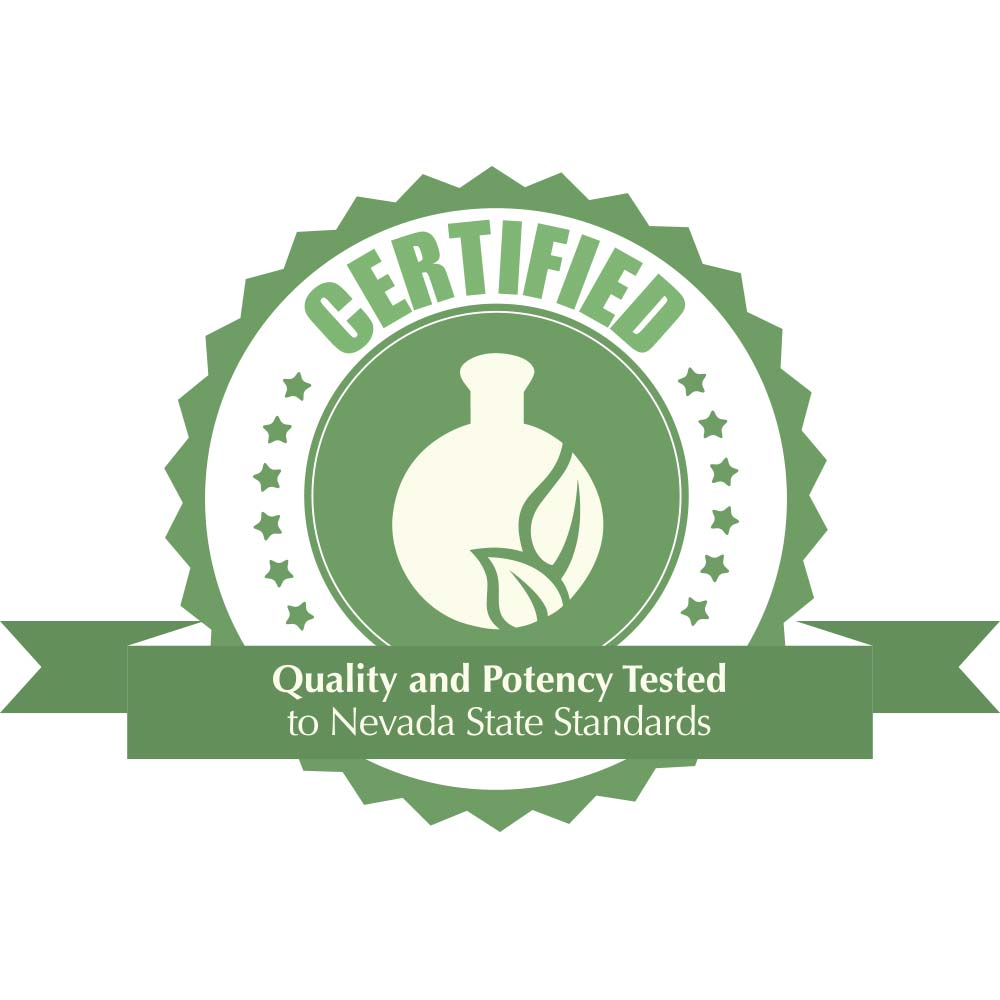 CERTIFIED
Quality and Potency Tested
to Nevada State Standards